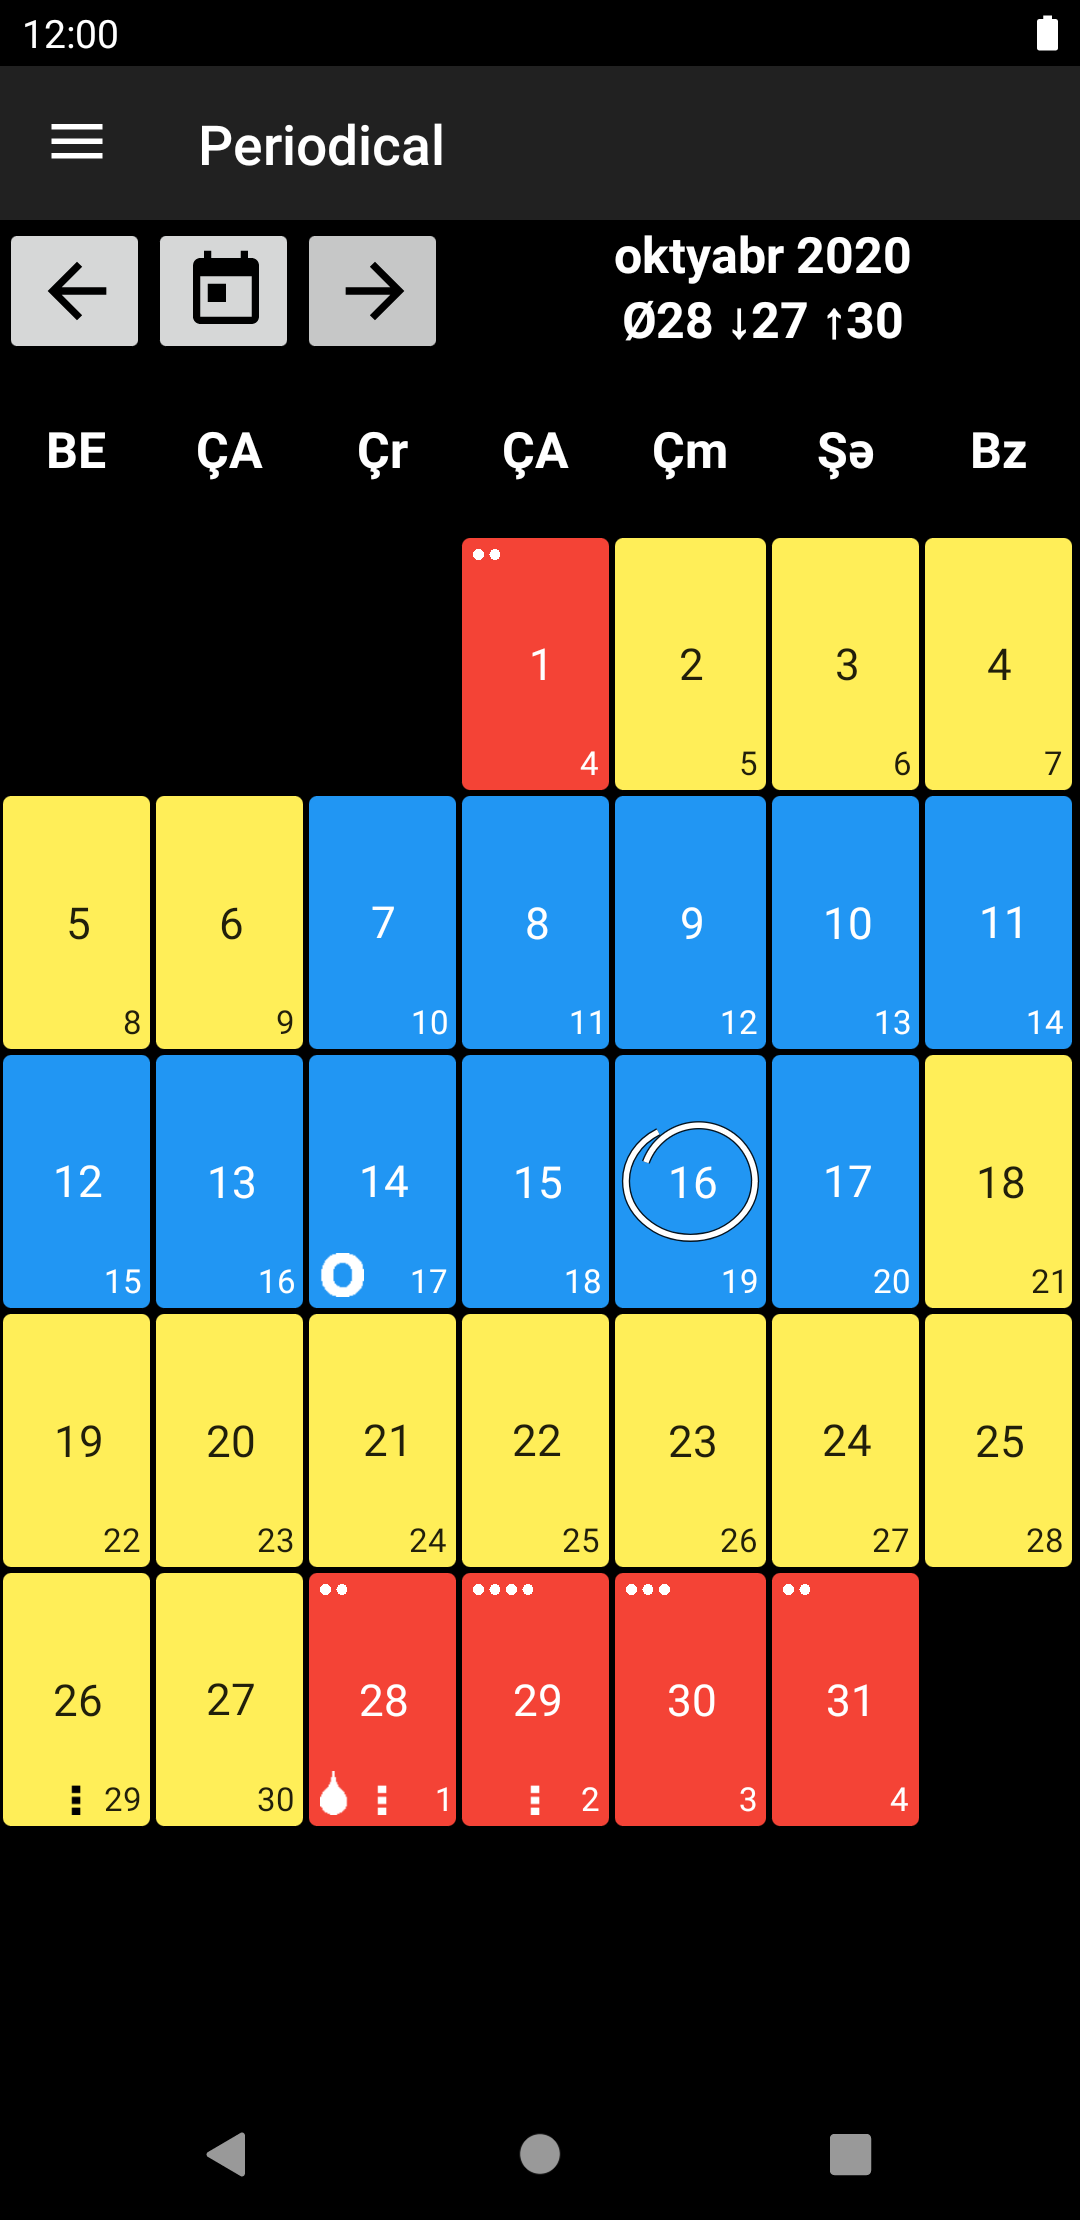 12:00
Periodical
oktyabr 2020
Ø28 ↓27 ↑30
BE ÇA Çr ÇA Çm Şə Bz
1 2 3 4
4 5 6 7
5 6 7 8 9 10 11
8 9 10 11 12 13 14
12 13 14 15 16 17 18
15 16 17 18 19 20 21
19 20 21 22 23 24 25
22 23 24 25 26 27 28
26 27 28 29 30 31
29 30 1 2 3 4